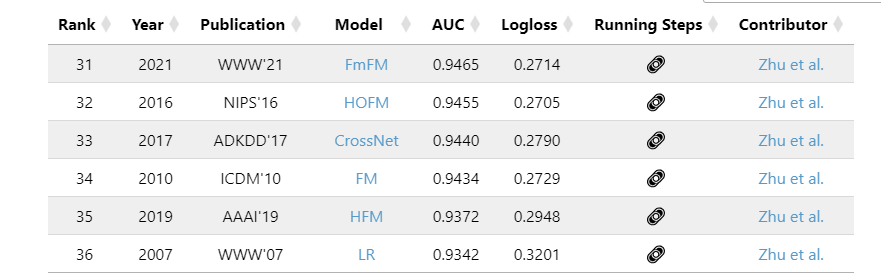 Rank Year Publication Model AUC Logloss Running Steps Contributor
31 2021 WWW'21 FmFM 0.9465 0.2714 Zhu et al.
32 2016 NIPS'16 HOFM 0.9455 0.2705 Zhu et al.
33 2017 ADKDD'17 CrossNet 0.9440 0.2790 Zhu et al.
34 2010 ICDM'10 FM 0.9434 0.2729 Zhu et al.
35 2019 AAAI'19 HFM 0.9372 0.2948 Zhu et al.
36 2007 WWW'07 LR 0.9342 0.3201 Zhu et al.